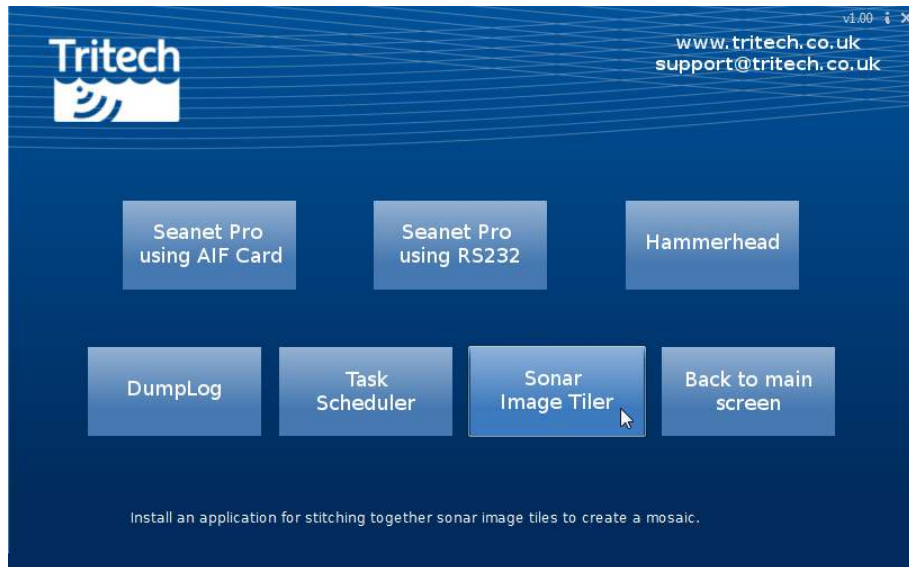 v1.00 i X
Tritech
www.tritech.co.uk
support@tritech.co.uk
Seanet Pro
using AIF Card
Seanet Pro
using RS232
Hammerhead
DumpLog
Task
Scheduler
Sonar
Image Tiler
Back to main
screen
Install an application for stitching together sonar image tiles to create a mosaic.